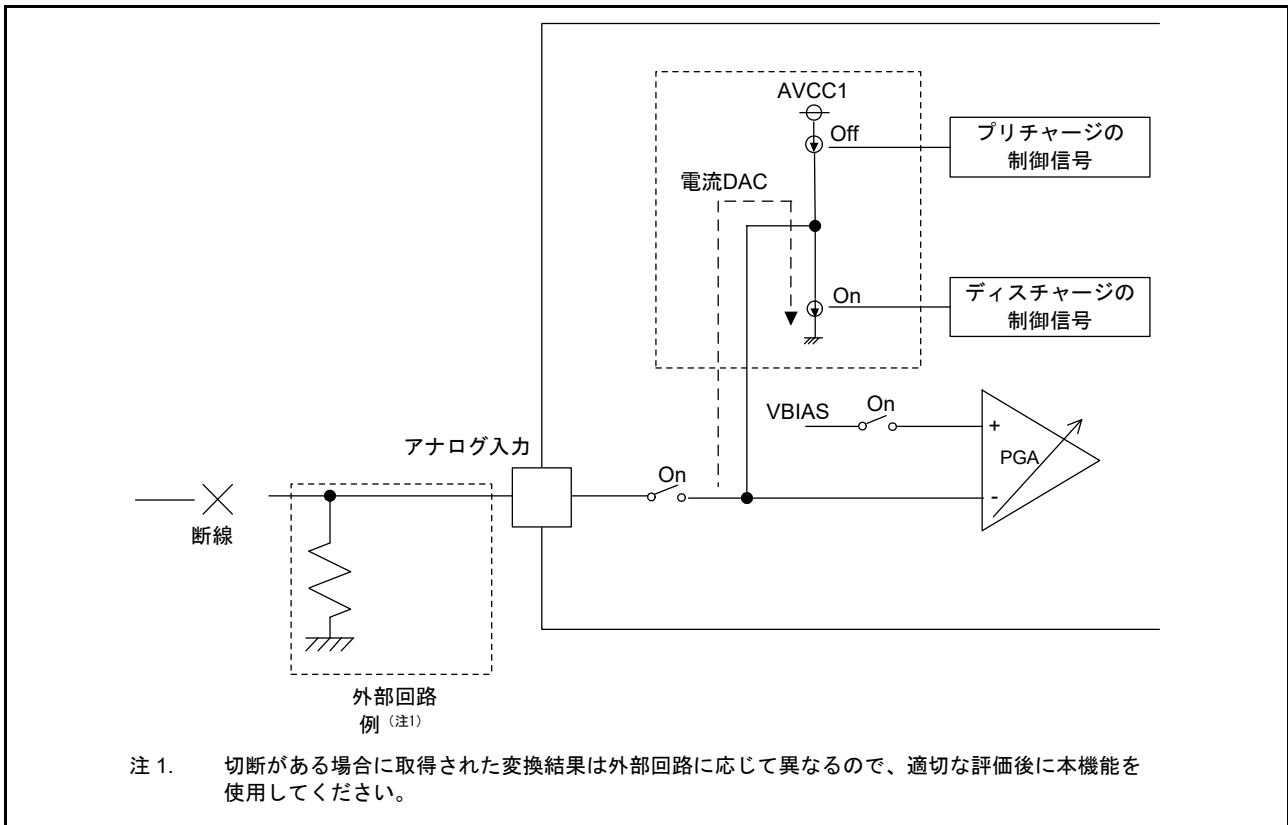 AVCC1
Off
プリチャージの
制御信号
電流DAC
On
ディスチャージの
制御信号
VBIAS
On
+
PGA
-
アナログ入力
On
断線
外部回路
例（注1）
注 1. 切断がある場合に取得された変換結果は外部回路に応じて異なるので、適切な評価後に本機能を
使用してください。